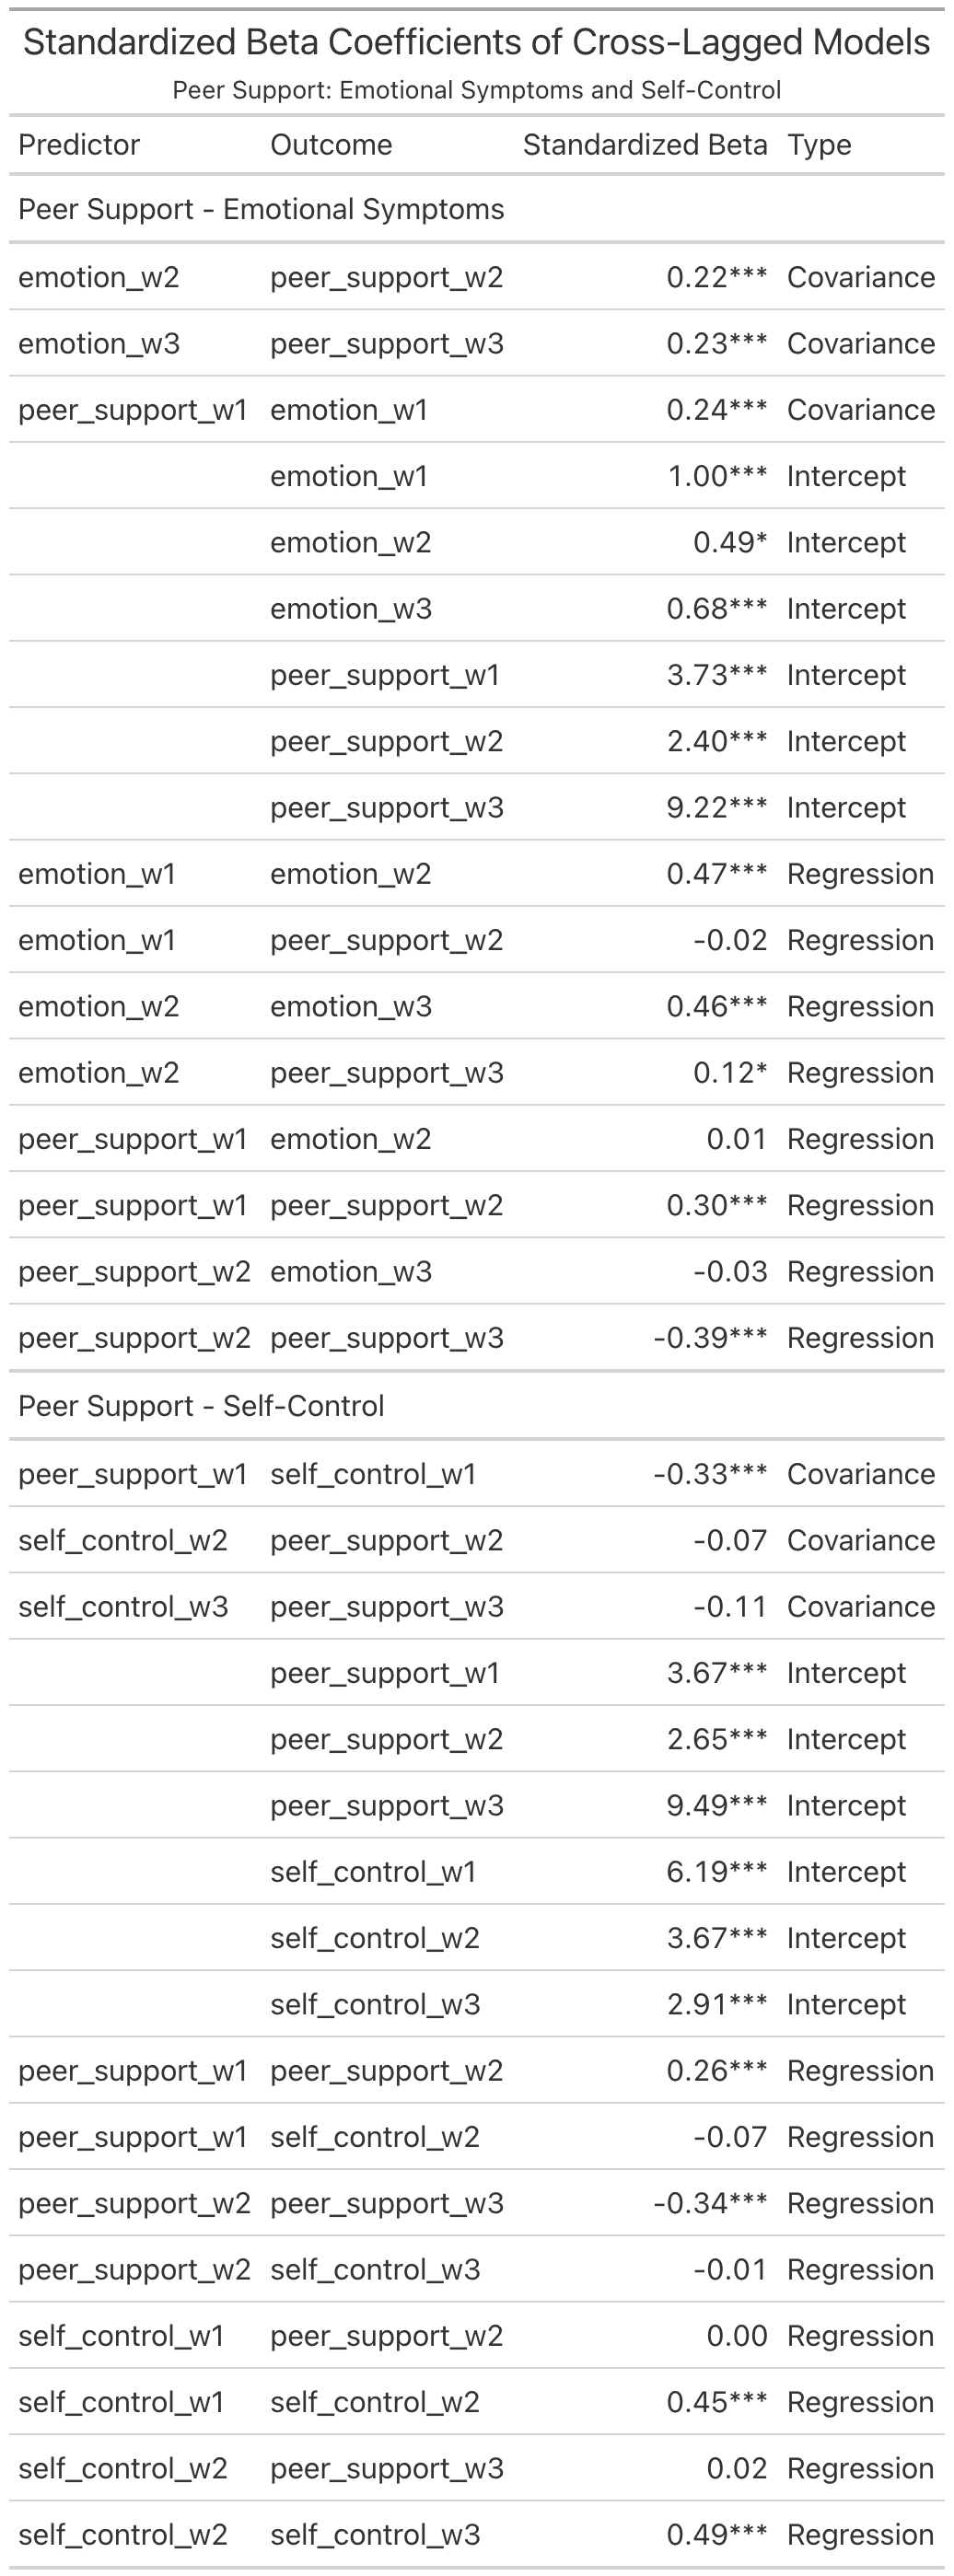 Standardized Beta Coefficients of Cross-Lagged Models
Peer Support: Emotional Symptoms and Self-Control
Predictor Outcome Standardized Beta Type
Peer Support - Emotional Symptoms
emotion_w2 peer_support_w2 0.22*** Covariance
emotion_w3 peer_support_w3 0.23*** Covariance
peer_support_w1 emotion_w1 0.24*** Covariance
emotion_w1 1.00*** Intercept
emotion_w2 0.49* Intercept
emotion_w3 0.68*** Intercept
peer_support_w1 3.73*** Intercept
peer_support_w2 2.40*** Intercept
peer_support_w3 9.22*** Intercept
emotion_w1 emotion_w2 0.47*** Regression
emotion_w1 peer_support_w2 -0.02 Regression
emotion_w2 emotion_w3 0.46*** Regression
emotion_w2 peer_support_w3 0.12* Regression
peer_support_w1 emotion_w2 0.01 Regression
peer_support_w1 peer_support_w2 0.30*** Regression
peer_support_w2 emotion_w3 -0.03 Regression
peer_support_w2 peer_support_w3 -0.39*** Regression
Peer Support - Self-Control
peer_support_w1 self_control_w1 -0.33*** Covariance
self_control_w2 peer_support_w2 -0.07 Covariance
self_control_w3 peer_support_w3 -0.11 Covariance
peer_support_w1 3.67*** Intercept
peer_support_w2 2.65*** Intercept
peer_support_w3 9.49*** Intercept
self_control_w1 6.19*** Intercept
self_control_w2 3.67*** Intercept
self_control_w3 2.91*** Intercept
peer_support_w1 peer_support_w2 0.26*** Regression
peer_support_w1 self_control_w2 -0.07 Regression
peer_support_w2 peer_support_w3 -0.34*** Regression
peer_support_w2 self_control_w3 -0.01 Regression
self_control_w1 peer_support_w2 0.00 Regression
self_control_w1 self_control_w2 0.45*** Regression
self_control_w2 peer_support_w3 0.02 Regression
self_control_w2 self_control_w3 0.49*** Regression